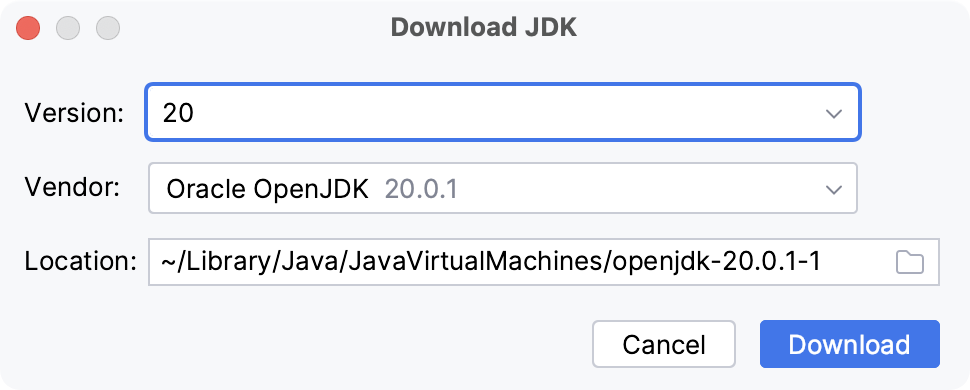 Download JDK
Version: 20
Vendor: Oracle OpenJDK 20.0.1
Location: ~/Library/Java/JavaVirtualMachines/openjdk-20.0.1-1
Cancel Download